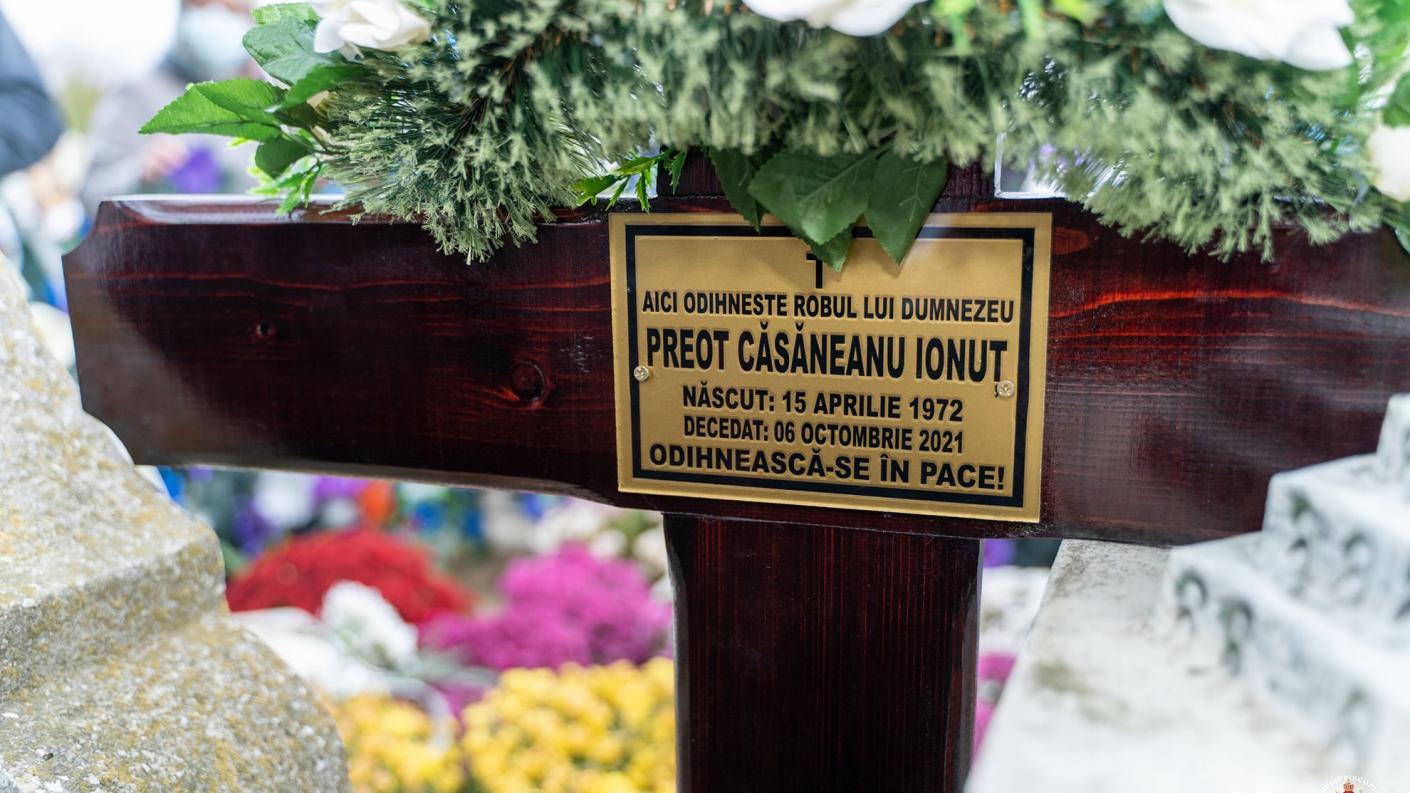 AICI ODIHNESTE ROBUL LUI DUMNEZEU
PREOT CĂSĂNEANU IONUȚ
NĂSCUT: 15 APRILIE 1972
DECEDAT: 06 OCTOMBRIE 2021
ODIHNEASCĂ-SE ÎN PACE!